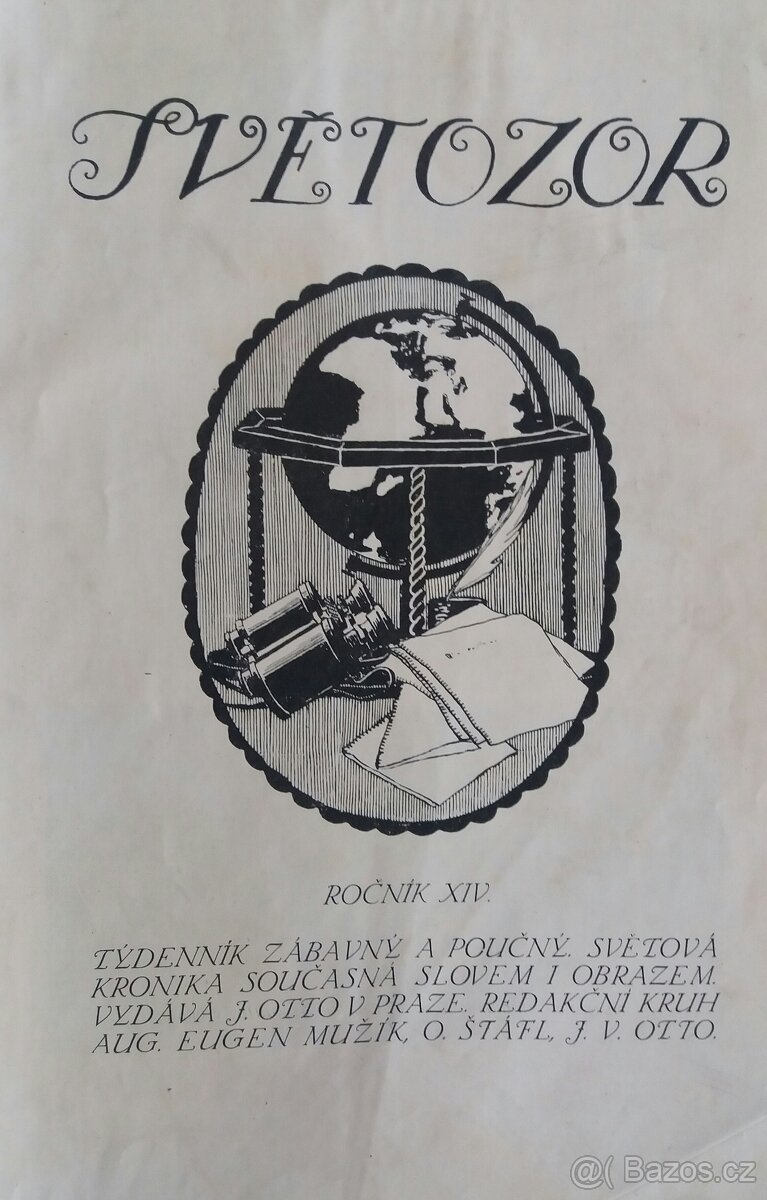 SVĚTOZOR
ROČNÍK XIV.
TÝDENNÍK ZÁBAVNÝ A POUČNÝ. SVĚTOVÁ
KRONIKA SOUČASNÁ SLOVEM I OBRAZEM.
VYDÁVÁ J. OTTO V PRAZE. REDAKČNÍ KRUH
AUG. EUGEN MUŽÍK, O. ŠTÁFL, J. V. OTTO.
@( Bazos.cz